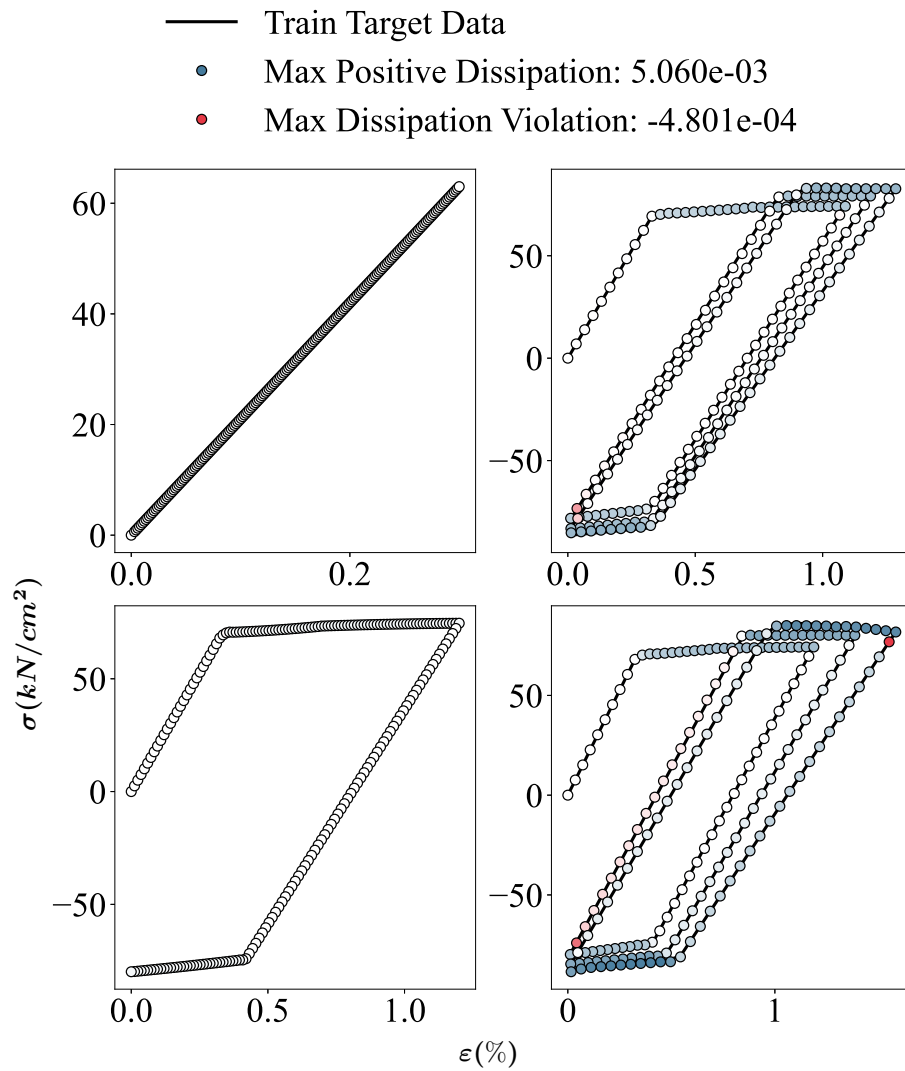 Train Target Data
Max Positive Dissipation: 5.060e-03
Max Dissipation Violation: -4.801e-04
60
40
20
0
0.0 0.2
50
0
−50
0.0 0.5 1.0
50
0
−50
0.0 0.5 1.0
50
0
−50
0 1
σ(kN/cm²)
ε(%)